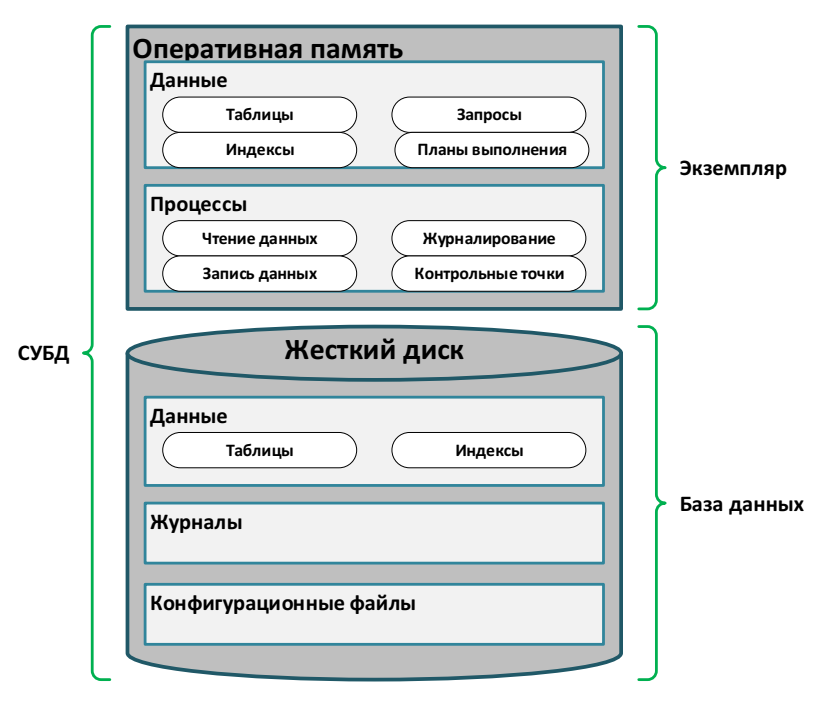 Оперативная память
Данные
Таблицы
Запросы
Индексы
Планы выполнения
Экземпляр
Процессы
Чтение данных
Журналирование
Запись данных
Контрольные точки
СУБД
Жесткий диск
Данные
Таблицы
Индексы
База данных
Журналы
Конфигурационные файлы